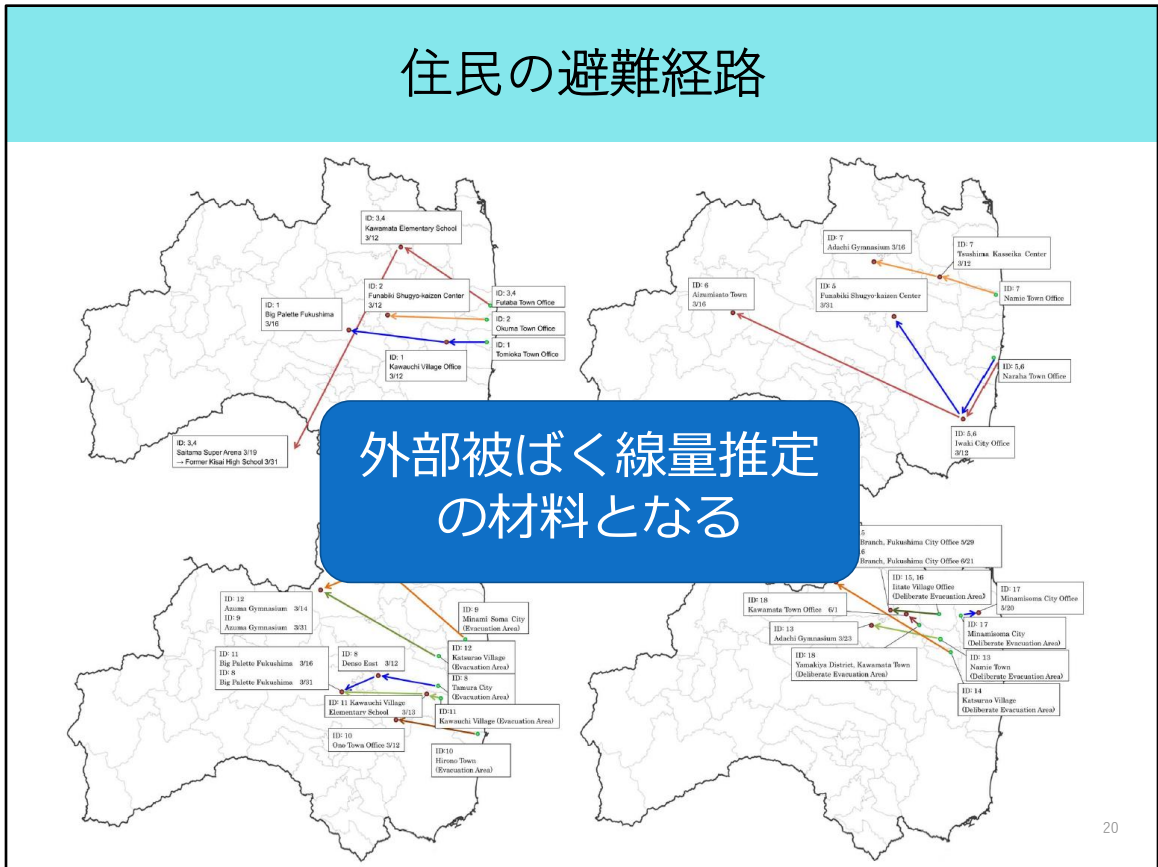 住民の避難経路
ID: 3,4
Kawamata Elementary School
3/12
ID: 2
Funabiki Shugyo-kaizen Center
3/12
ID: 1
Big Palette Fukushima
3/16
ID: 3,4
Futaba Town Office
ID: 2
Okuma Town Office
ID: 1
Tomioka Town Office
ID: 1
Kawauchi Village Office
3/12
ID: 3,4
Saitama Super Arena 3/19
→ Former Kisai High School 3/31
ID: 7
Adachi Gymnasium 3/16
ID: 7
Tsushima Kasseika Center
3/12
ID: 6
Aizumisato Town
3/16
ID: 5
Funabiki Shugyo-kaizen Center
3/31
ID: 7
Namie Town Office
ID: 5,6
Naraha Town Office
ID: 5,6
Iwaki City Office
3/12
外部被ばく線量推定
の材料となる
ID: 12
Azuma Gymnasium 3/14
ID: 9
Azuma Gymnasium 3/31
ID: 9
Minami Soma City
(Evacuation Area)
ID: 11
Big Palette Fukushima 3/16
ID: 8
Big Palette Fukushima 3/31
ID: 8
Denso East 3/12
ID: 12
Katsurao Village
(Evacuation Area)
ID: 8
Tamura City
(Evacuation Area)
ID: 11 Kawauchi Village
Elementary School 3/13
ID:11
Kawauchi Village (Evacuation Area)
ID: 10
Ono Town Office 3/12
ID:10
Hirono Town
(Evacuation Area)
5
Branch, Fukushima City Office 5/29
6
Branch, Fukushima City Office 6/21
ID: 15, 16
Iitate Village Office
(Deliberate Evacuation Area)
ID: 17
Minamisoma City Office
5/20
ID: 18
Kawamata Town Office 6/1
ID: 13
Adachi Gymnasium 3/23
ID: 17
Minamisoma City
(Deliberate Evacuation Area)
ID: 18
Yamakiya District, Kawamata Town
(Deliberate Evacuation Area)
ID: 13
Namie Town
(Deliberate Evacuation Area)
ID: 14
Katsurao Village
(Deliberate Evacuation Area)
20